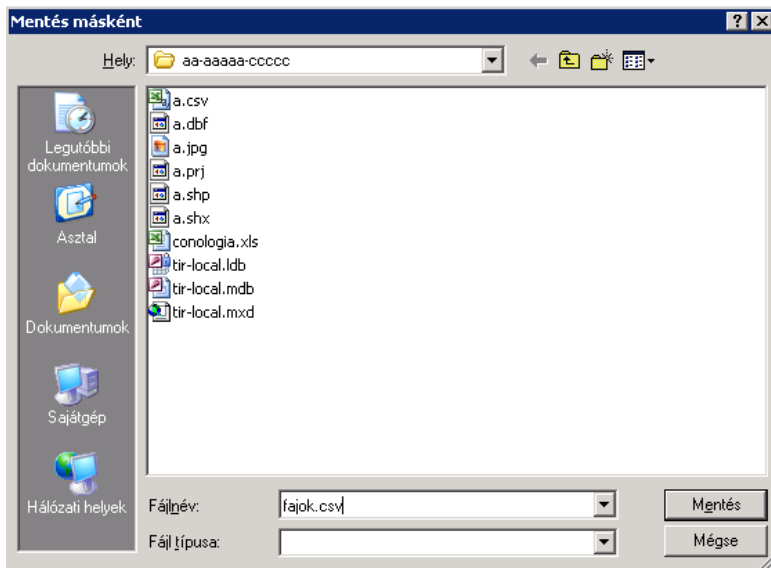 Mentés másként
Hely: aa-aaaaa-ccccc
Legutóbbi
dokumentumok
Asztal
Dokumentumok
Sajátgép
Hálózati helyek
a.csv
a.dbf
a.jpg
a.prj
a.shp
a.shx
conologia.xls
tir-local.ldb
tir-local.mdb
tir-local.mxd
Fájlnév: fajok.csv Mentés
Fájl típusa: Mégse